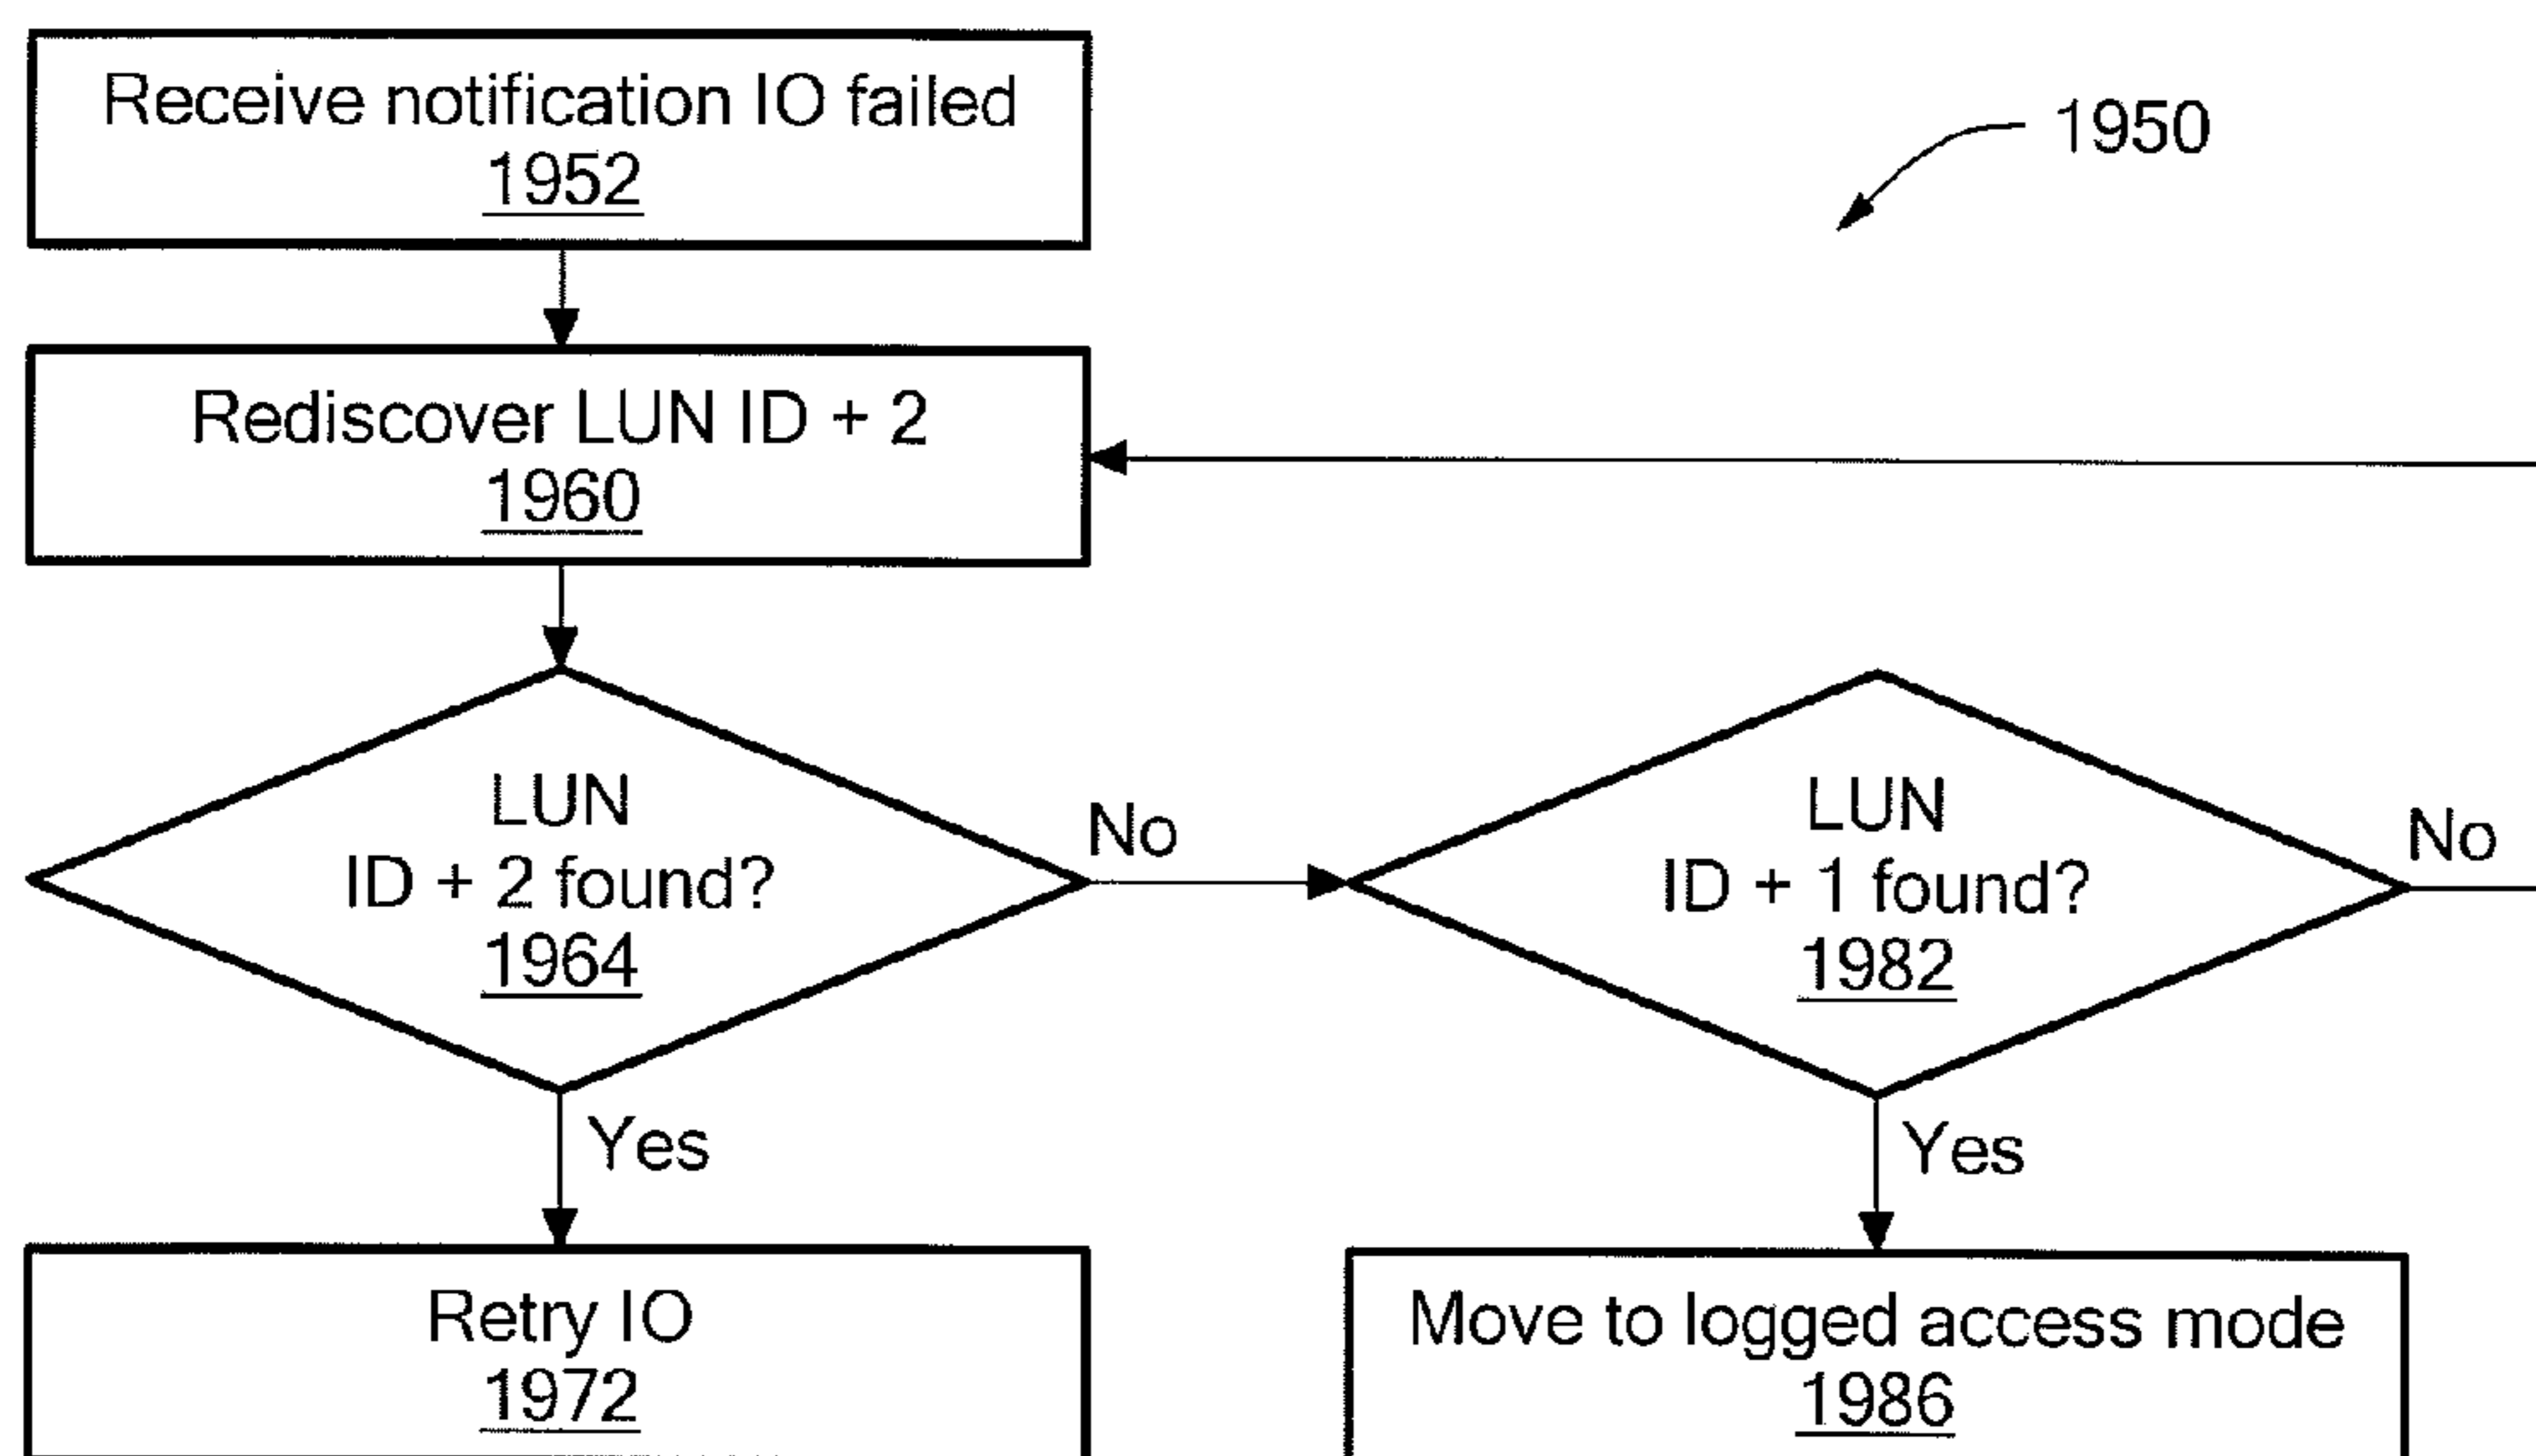 Receive notification IO failed
1952
1950
Rediscover LUN ID + 2
1960
LUN
ID + 2 found?
1964
No
LUN
ID + 1 found?
1982
No
Yes
Yes
Retry IO
1972
Move to logged access mode
1986